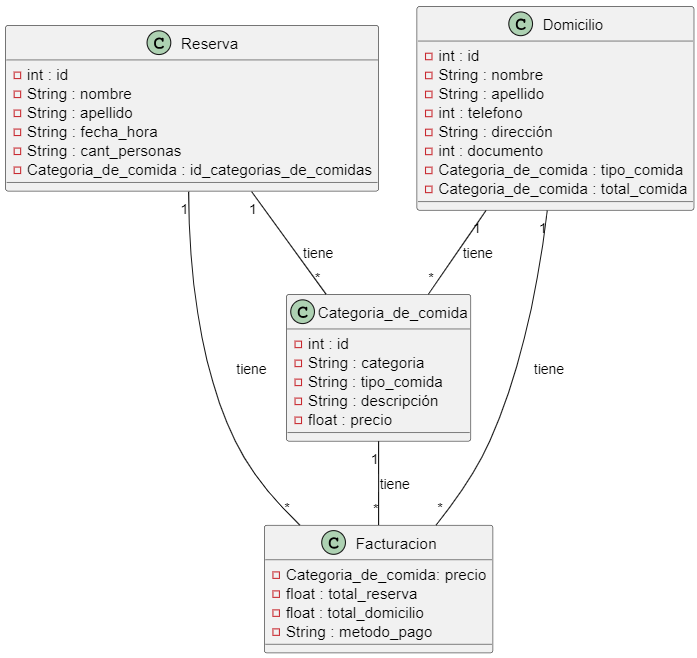 C Reserva
int : id
String : nombre
String : apellido
String : fecha_hora
String : cant_personas
Categoria_de_comida : id_categorias_de_comidas
C Domicilio
int : id
String : nombre
String : apellido
int : telefono
String : dirección
int : documento
Categoria_de_comida : tipo_comida
Categoria_de_comida : total_comida
1
1
1
1
tiene
tiene
*
*
C Categoria_de_comida
int : id
String : categoria
String : tipo_comida
String : descripción
float : precio
tiene
tiene
1
tiene
*
*
*
C Facturacion
Categoria_de_comida: precio
float : total_reserva
float : total_domicilio
String : metodo_pago